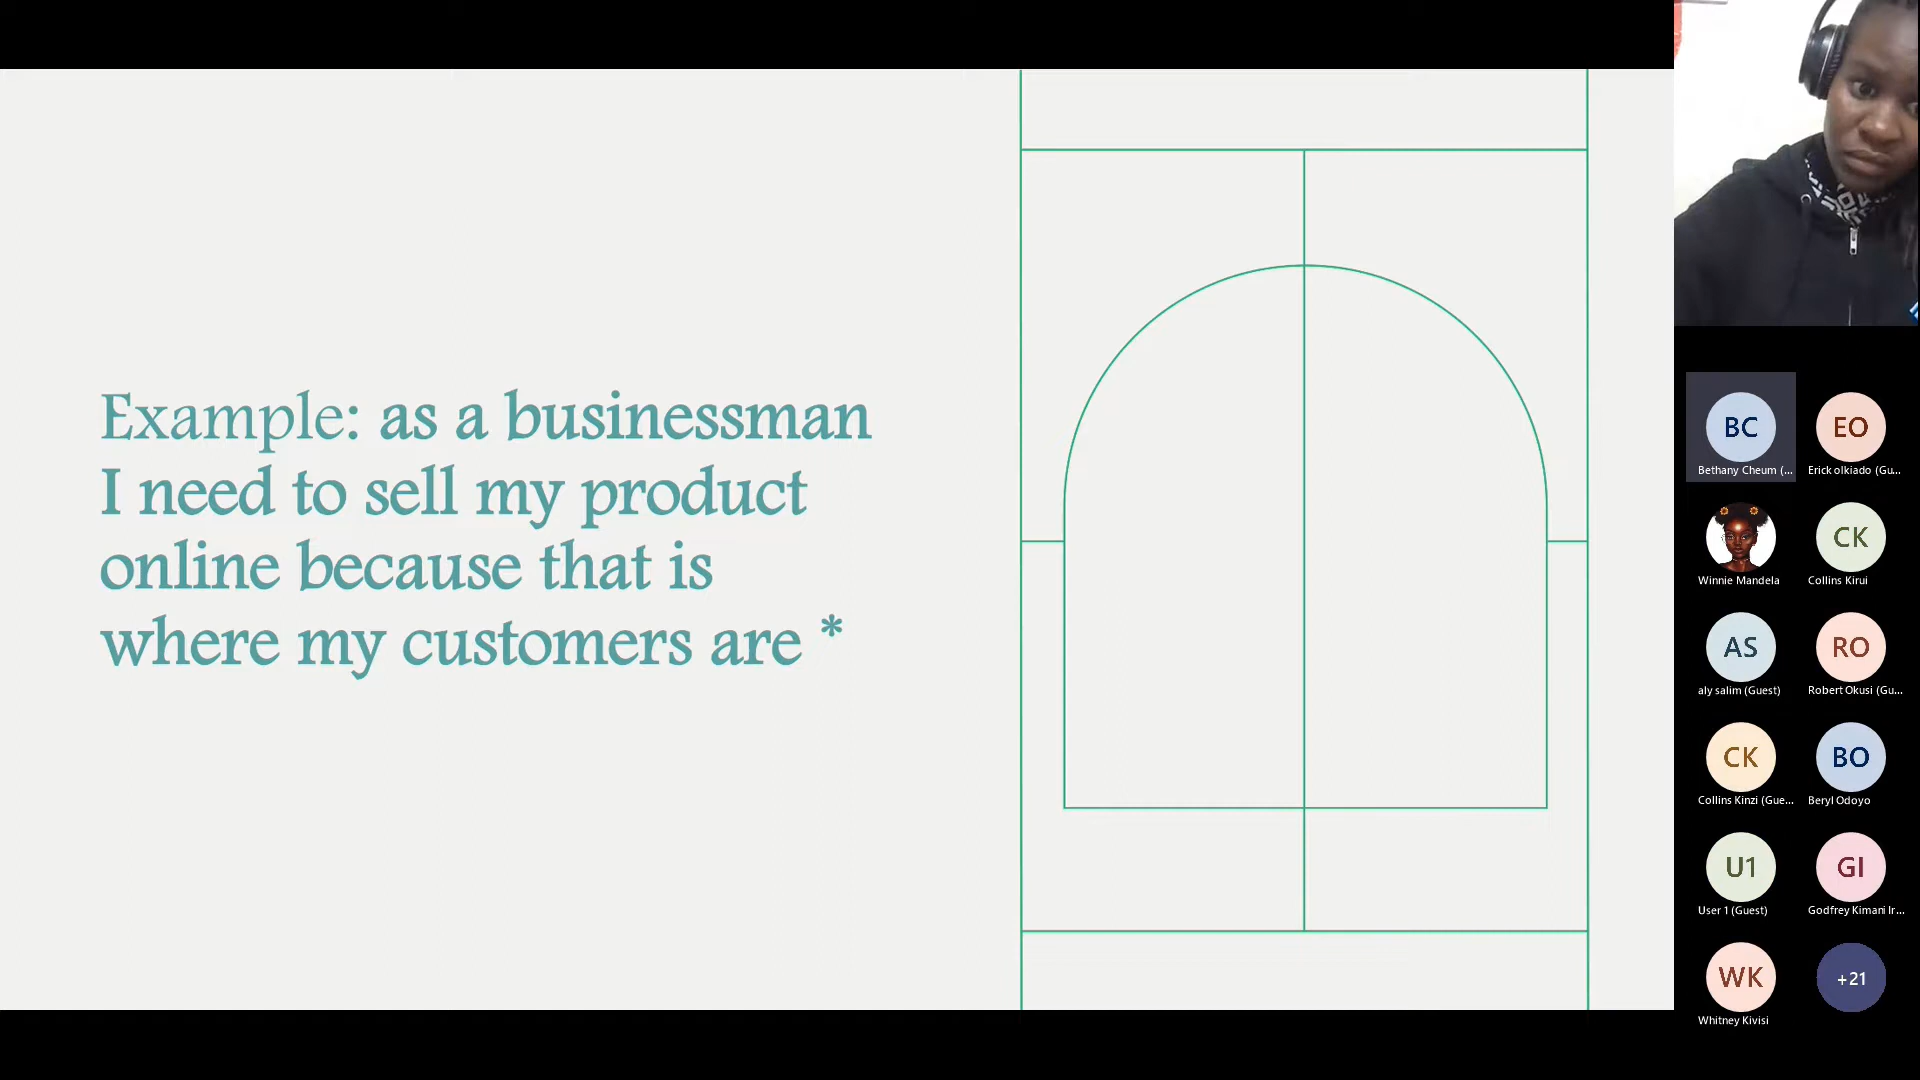 Example: as a businessman
I need to sell my product
online because that is
where my customers are *
BC
Bethany Cheum (...
EO
Erick olkiado (Gu...
Winnie Mandela
CK
Collins Kirui
AS
aly salim (Guest)
RO
Robert Okusi (Gu...
CK
Collins Kinzi (Gue...
BO
Beryl Odoyo
U1
User 1 (Guest)
GI
Godfrey Kimani Ir...
WK
Whitney Kivisi
+21